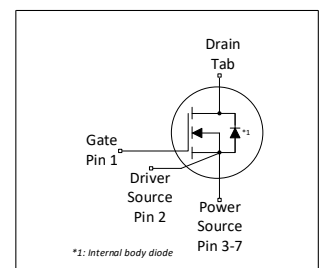 Drain
Tab
*1
Gate
Pin 1
Driver
Source
Pin 2
Power
Source
Pin 3-7
*1: Internal body diode